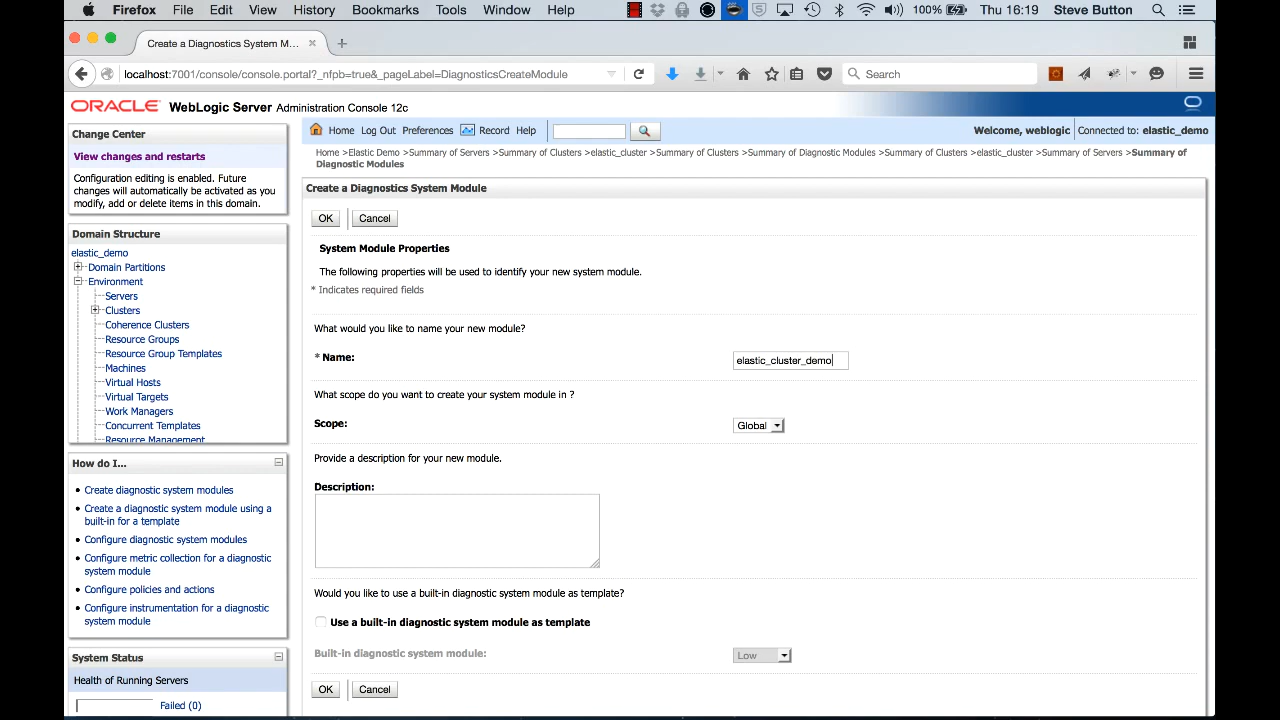 Firefox File Edit View History Bookmarks Tools Window Help 100% Thu 16:19 Steve Button
Create a Diagnostics System M...
localhost:7001/console/console.portal?_nfpb=true&_pageLabel=DiagnosticsCreateModule Search
ORACLE WebLogic Server Administration Console 12c
Change Center
View changes and restarts
Configuration editing is enabled. Future
changes will automatically be activated as you
modify, add or delete items in this domain.
Domain Structure
elastic_demo
Domain Partitions
Environment
Servers
Clusters
Coherence Clusters
Resource Groups
Resource Group Templates
Machines
Virtual Hosts
Virtual Targets
Work Managers
Concurrent Templates
Resource Management
How do I...
Create diagnostic system modules
Create a diagnostic system module using a
built-in for a template
Configure diagnostic system modules
Configure metric collection for a diagnostic
system module
Configure policies and actions
Configure instrumentation for a diagnostic
system module
System Status
Health of Running Servers
Failed (0)
Home Log Out Preferences Record Help
Welcome, weblogic Connected to: elastic_demo
Home >Elastic Demo >Summary of Servers >Summary of Clusters >elastic_cluster >Summary of Clusters >Summary of Diagnostic Modules >Summary of Clusters >elastic_cluster >Summary of Servers >Summary of
Diagnostic Modules
Create a Diagnostics System Module
OK Cancel
System Module Properties
The following properties will be used to identify your new system module.
* Indicates required fields
What would you like to name your new module?
* Name: elastic_cluster_demo
What scope do you want to create your system module in ?
Scope: Global
Provide a description for your new module.
Description:
Would you like to use a built-in diagnostic system module as template?
Use a built-in diagnostic system module as template
Built-in diagnostic system module: Low
OK Cancel